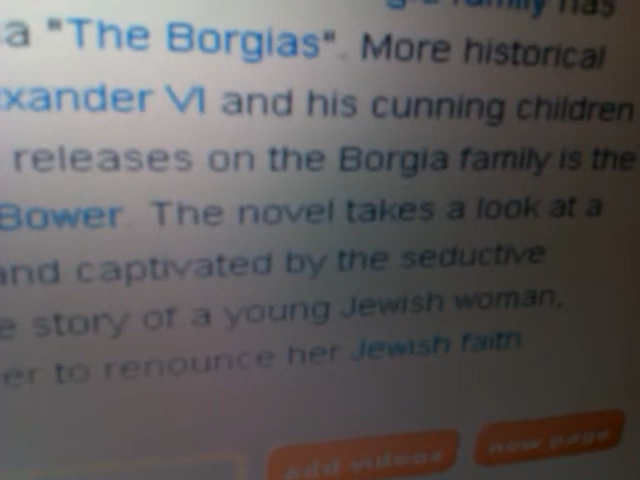 family has
a "The Borgias". More historical
xander VI and his cunning children
releases on the Borgia family is the
Bower. The novel takes a look at a
and captivated by the seductive
e story of a young Jewish woman,
er to renounce her Jewish faith
add videos new page